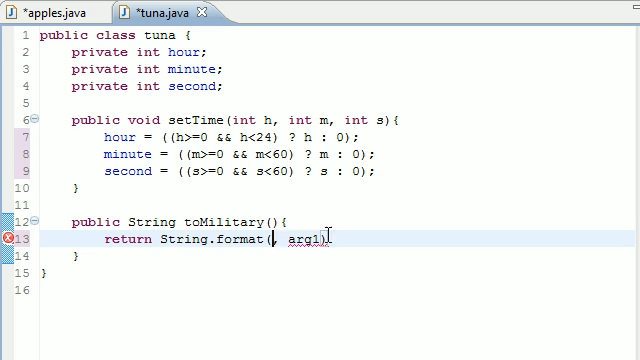 *apples.java *tuna.java
1 public class tuna {
2 private int hour;
3 private int minute;
4 private int second;
5
6 public void setTime(int h, int m, int s){
7 hour = ((h>=0 && h<24) ? h : 0);
8 minute = ((m>=0 && m<60) ? m : 0);
9 second = ((s>=0 && s<60) ? s : 0);
10 }
11
12 public String toMilitary(){
13 return String.format(, arg1)
14 }
15 }
16